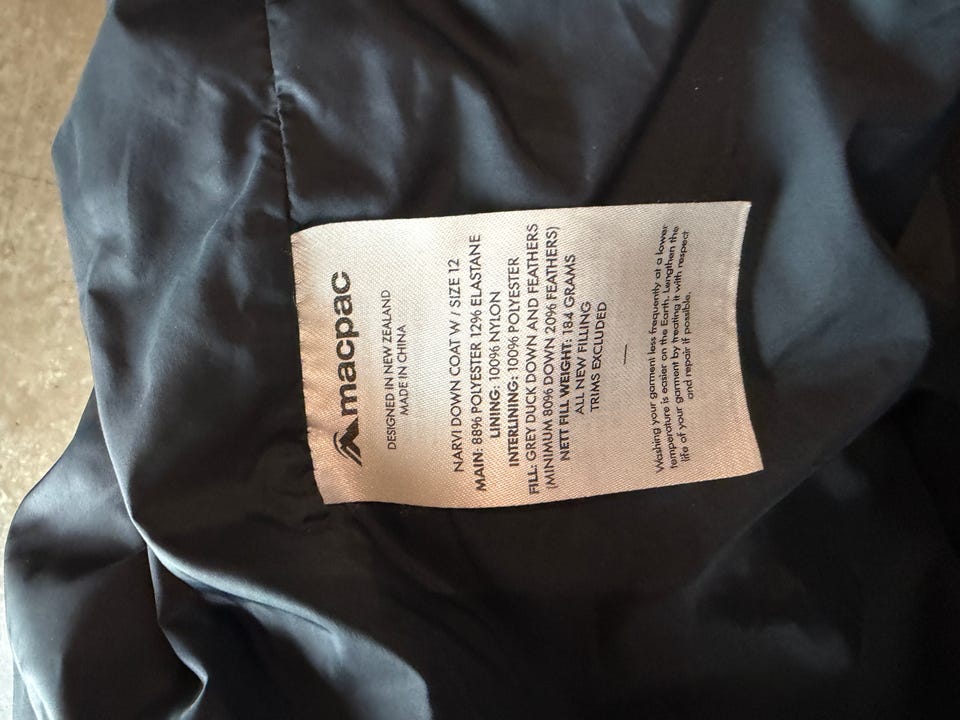 macpac
DESIGNED IN NEW ZEALAND
MADE IN CHINA
NARVI DOWN COAT W / SIZE 12
MAIN: 88% POLYESTER 12% ELASTANE
LINING: 100% NYLON
INTERLINING: 100% POLYESTER
FILL: GREY DUCK DOWN AND FEATHERS
(MINIMUM 80% DOWN 20% FEATHERS)
NETT FILL WEIGHT: 184 GRAMS
ALL NEW FILLING
TRIMS EXCLUDED
—
Washing your garment less frequently at a lower
temperature is easier on the Earth. Lengthen the
life of your garment by treating it with respect
and repair if possible.